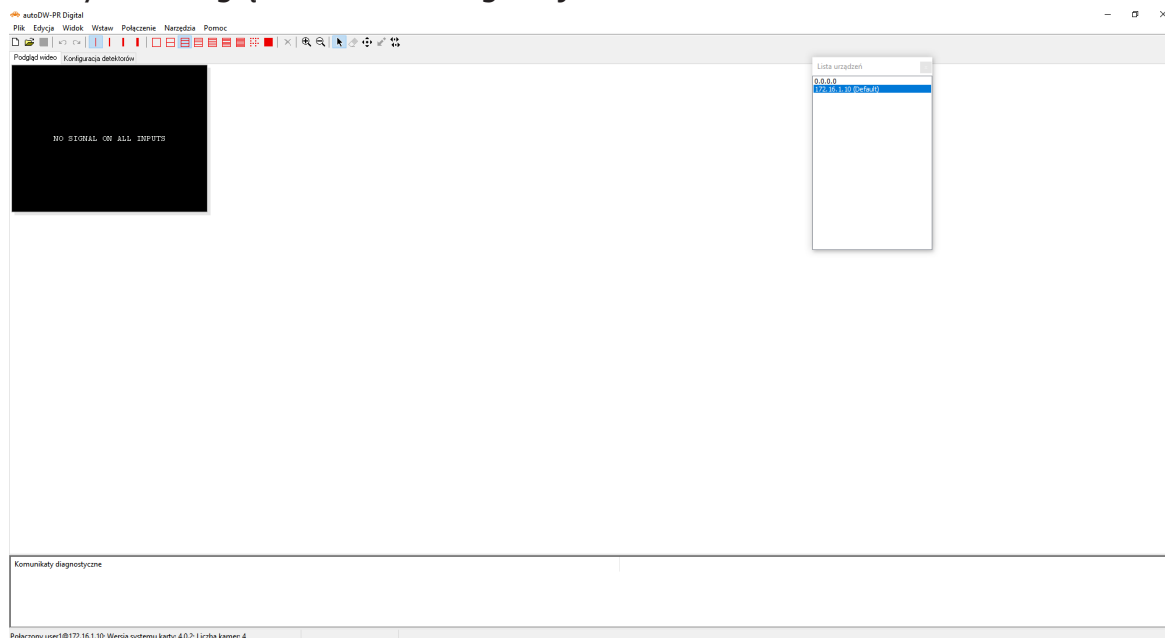 autoDW-PR Digital
Plik Edycja Widok Wstaw Połączenie Narzędzia Pomoc
Podgląd wideo Konfiguracja detektorów
NO SIGNAL ON ALL INPUTS
Lista urządzeń
0.0.0.0
172.16.1.10 (Default)
Komunikaty diagnostyczne
Połączony user1@172.16.1.10; Wersja systemu karty: 4.0.2; Liczba kamer: 4